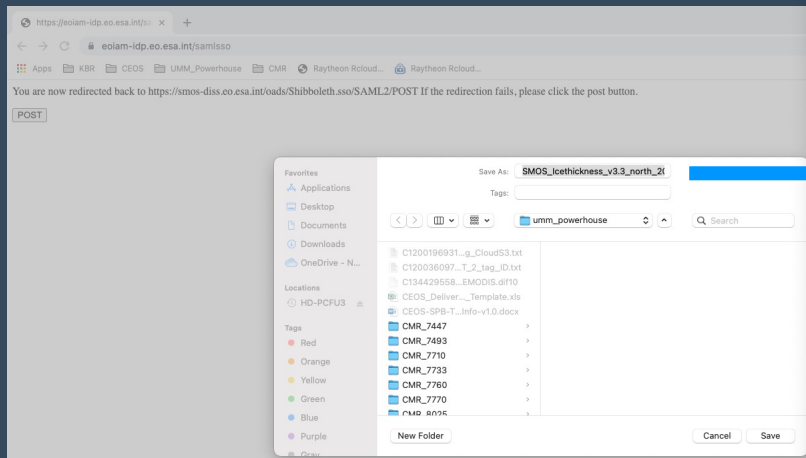 https://eoiam-idp.eo.esa.int/sar
eoiam-idp.eo.esa.int/samlsso
Apps KBR CEOS UMM_Powerhouse CMR Raytheon Rcloud... Raytheon Rcloud...
You are now redirected back to https://smos-diss.eo.esa.int/oads/Shibboleth.sso/SAML2/POST If the redirection fails, please click the post button.
POST
Save As: SMOS_Icethickness_v3.3_north_20
Tags:
umm_powerhouse
Search
Favorites
Applications
Desktop
Documents
Downloads
OneDrive - N...
Locations
HD-PCFU3
Tags
Red
Orange
Yellow
Green
Blue
Purple
Gray
C1200196931...g_CloudS3.txt
C120036097...T_2_tag_ID.txt
C134429558...EMODIS.dif10
CEOS_Deliver..._Template.xls
CEOS-SPB-T...Info-v1.0.docx
CMR_7447
CMR_7493
CMR_7710
CMR_7733
CMR_7760
CMR_7770
CMR_8025
New Folder
Cancel
Save